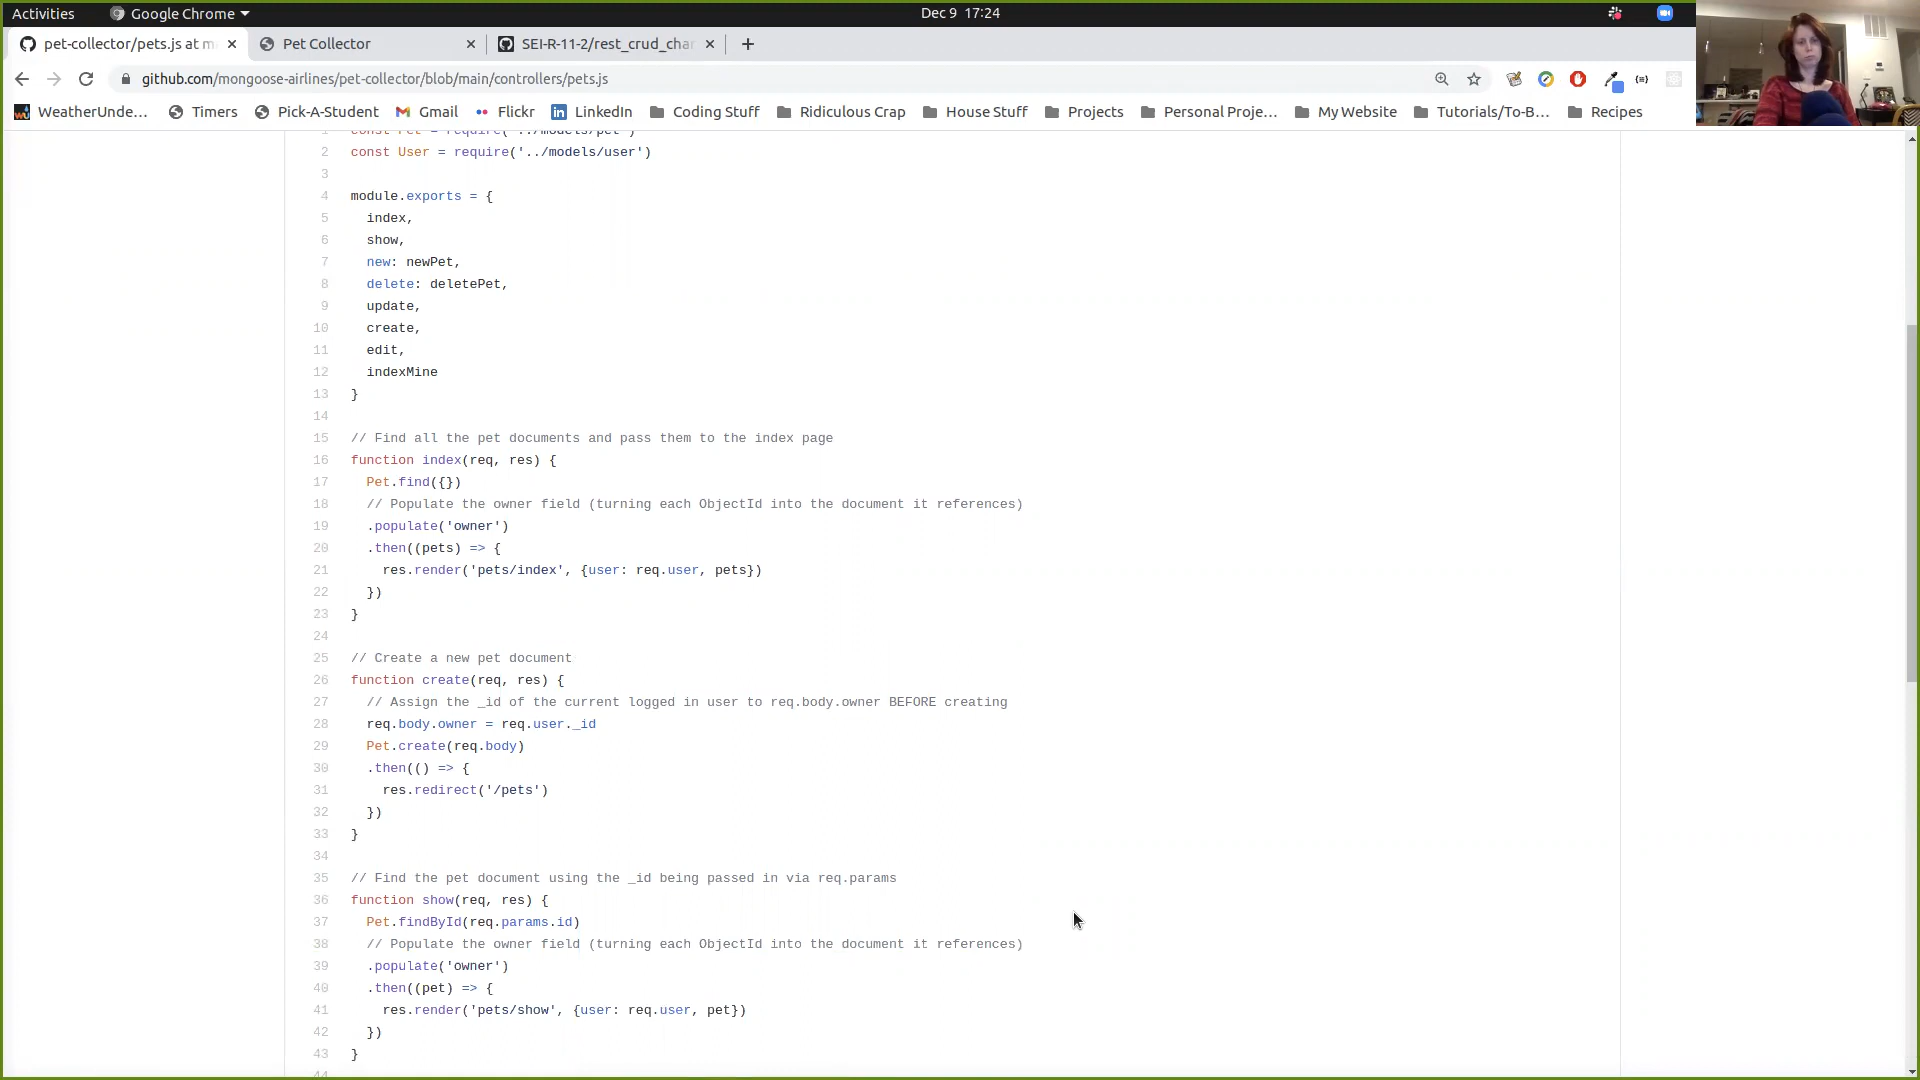 Activities Google Chrome Dec 9 17:24
pet-collector/pets.js at m Pet Collector SEI-R-11-2/rest_crud_cha
github.com/mongoose-airlines/pet-collector/blob/main/controllers/pets.js
WeatherUnde... Timers Pick-A-Student Gmail Flickr LinkedIn Coding Stuff Ridiculous Crap House Stuff Projects Personal Proje... My Website Tutorials/To-B... Recipes
1 const Pet = require('../models/pet')
2 const User = require('../models/user')
3
4 module.exports = {
5 index,
6 show,
7 new: newPet,
8 delete: deletePet,
9 update,
10 create,
11 edit,
12 indexMine
13 }
14
15 // Find all the pet documents and pass them to the index page
16 function index(req, res) {
17 Pet.find({})
18 // Populate the owner field (turning each ObjectId into the document it references)
19 .populate('owner')
20 .then((pets) => {
21 res.render('pets/index', {user: req.user, pets})
22 })
23 }
24
25 // Create a new pet document
26 function create(req, res) {
27 // Assign the _id of the current logged in user to req.body.owner BEFORE creating
28 req.body.owner = req.user._id
29 Pet.create(req.body)
30 .then(() => {
31 res.redirect('/pets')
32 })
33 }
34
35 // Find the pet document using the _id being passed in via req.params
36 function show(req, res) {
37 Pet.findById(req.params.id)
38 // Populate the owner field (turning each ObjectId into the document it references)
39 .populate('owner')
40 .then((pet) => {
41 res.render('pets/show', {user: req.user, pet})
42 })
43 }
44